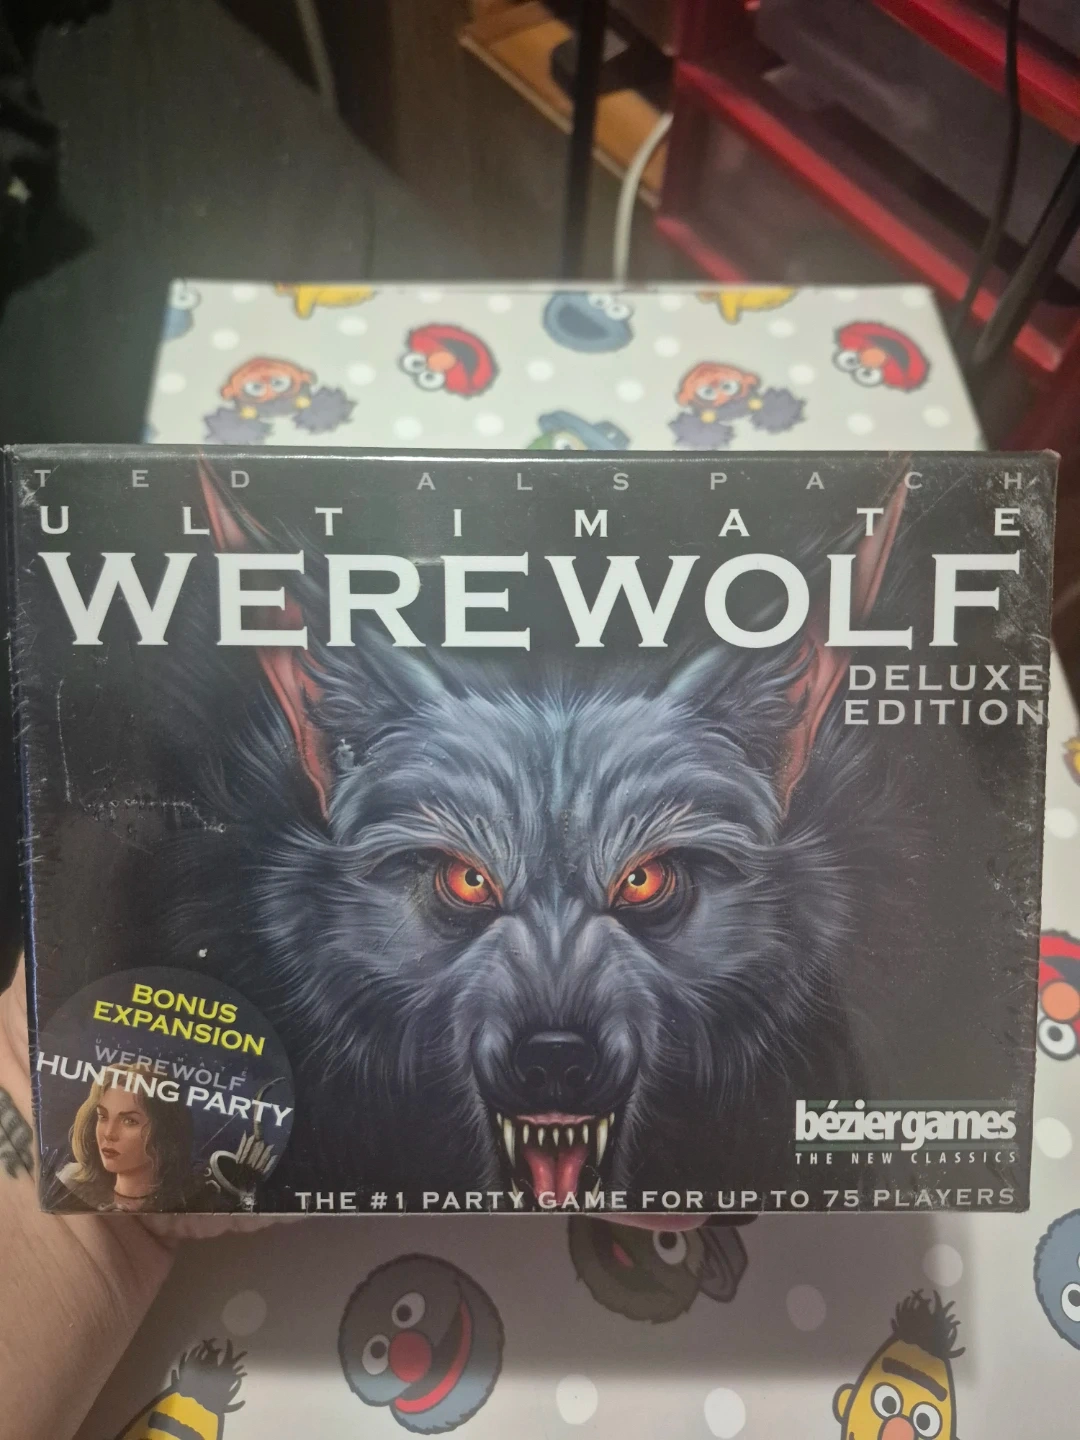 TED ALSPACH
ULTIMATE
WEREWOLF
DELUXE
EDITION
BONUS
EXPANSION
ULTIMATE
WEREWOLF
HUNTING PARTY
béziergames
THE NEW CLASSICS
THE #1 PARTY GAME FOR UP TO 75 PLAYERS